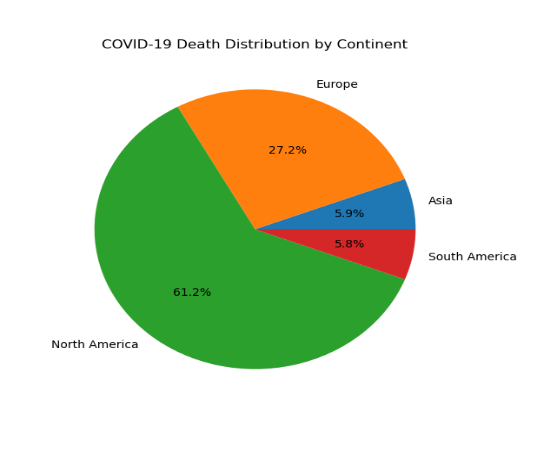 COVID-19 Death Distribution by Continent
Europe
27.2%
Asia
5.9%
5.8%
South America
61.2%
North America